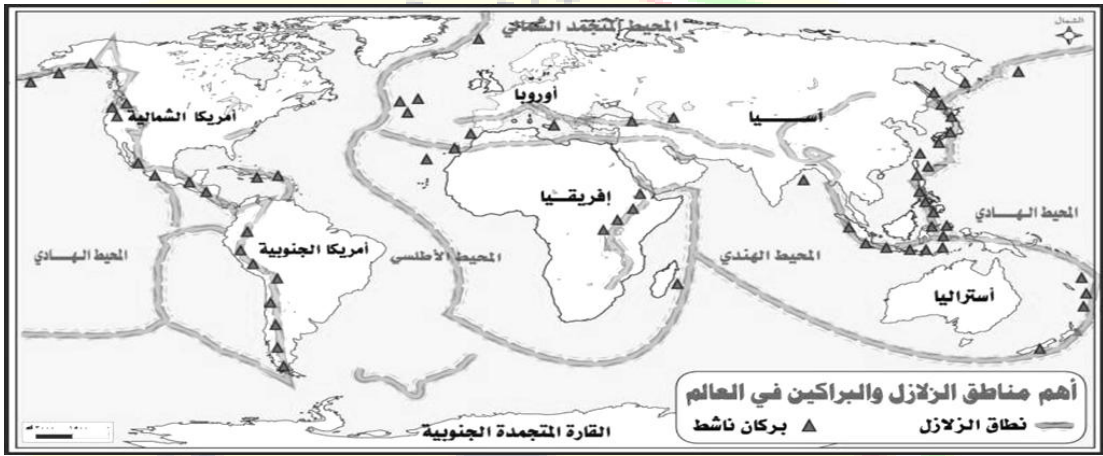 المحيط المتجمد الشمالي
الشمال
أوروبا
آسيا
أمريكا الشمالية
إفريقيا
المحيط الهادي
أمريكا الجنوبية
المحيط الهادي
المحيط الأطلسي
المحيط الهندي
أستراليا
أهم مناطق الزلازل والبراكين في العالم
نطاق الزلازل
بركان ناشط
القارة المتجمدة الجنوبية